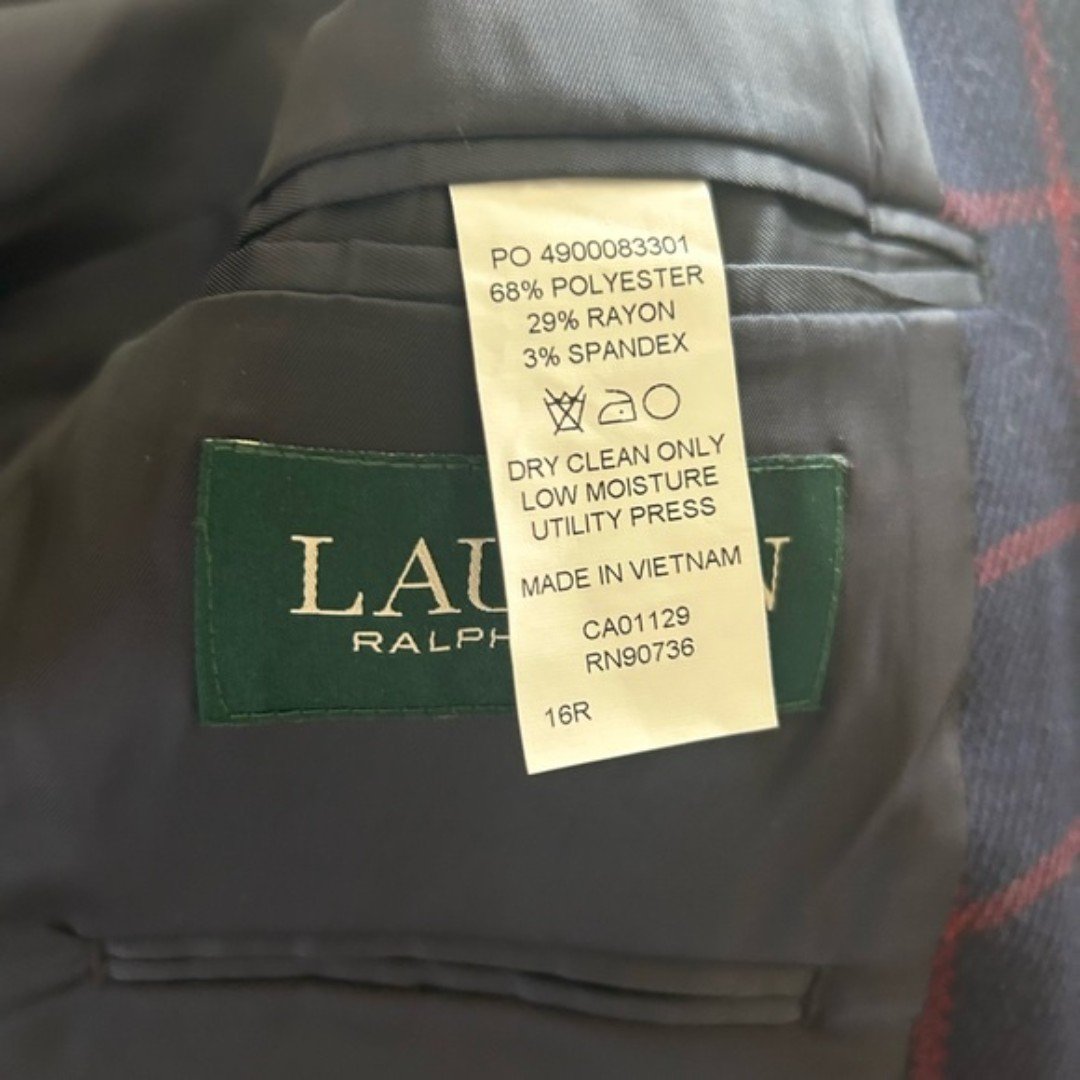 PO 4900083301
68% POLYESTER
29% RAYON
3% SPANDEX
DRY CLEAN ONLY
LOW MOISTURE
UTILITY PRESS
MADE IN VIETNAM
CA01129
RN90736
16R
LAU N
RALPH